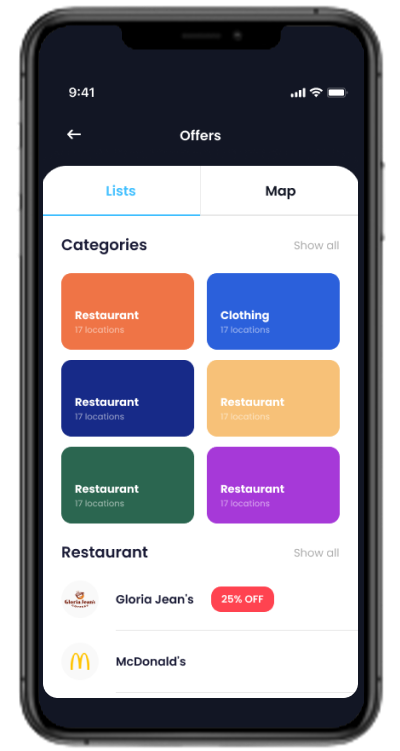 9:41
Offers
Lists Map
Categories Show all
Restaurant Clothing
17 locations 17 locations
Restaurant Restaurant
17 locations 17 locations
Restaurant Restaurant
17 locations 17 locations
Restaurant Show all
Gloria Jean's
Gloria Jean's 25% OFF
McDonald's